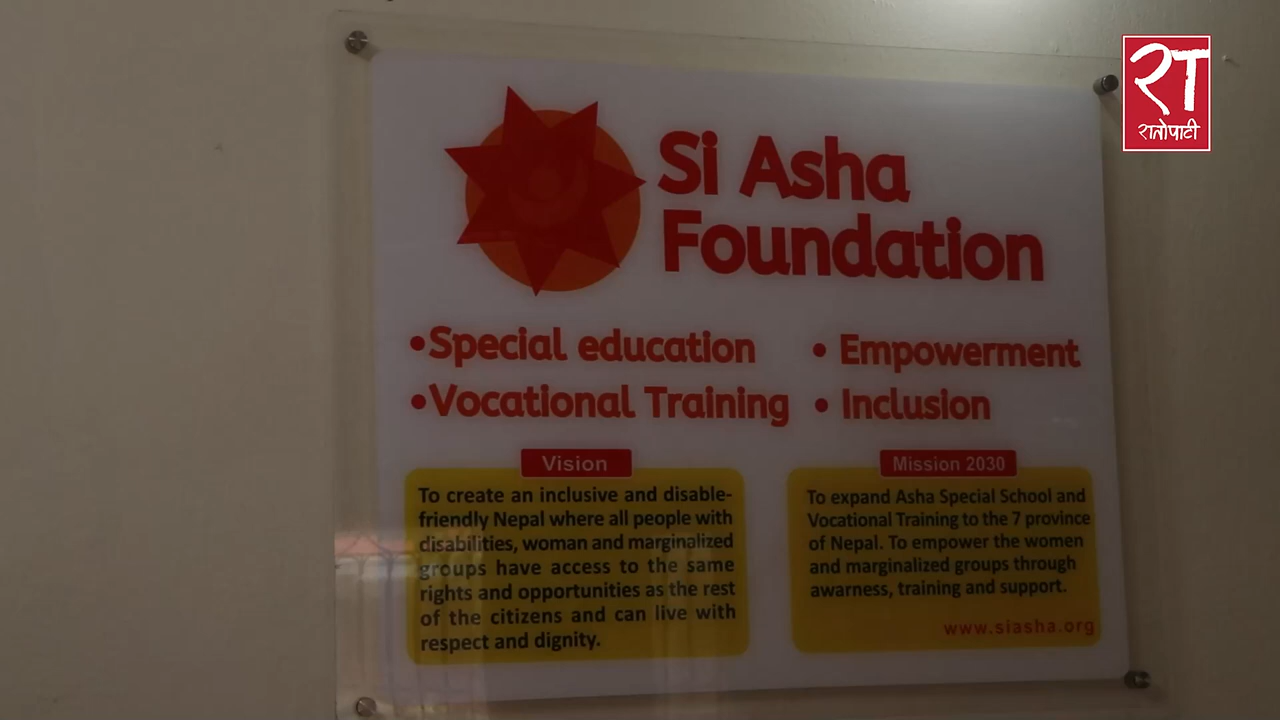 Si Asha
Foundation
•Special education
•Vocational Training
• Empowerment
• Inclusion
Vision
To create an inclusive and disable-
friendly Nepal where all people with
disabilities, woman and marginalized
groups have access to the same
rights and opportunities as the rest
of the citizens and can live with
respect and dignity.
Mission 2030
To expand Asha Special School and
Vocational Training to the 7 province
of Nepal. To empower the women
and marginalized groups through
awarness, training and support.
www.siasha.org
रा
रातोपाटी